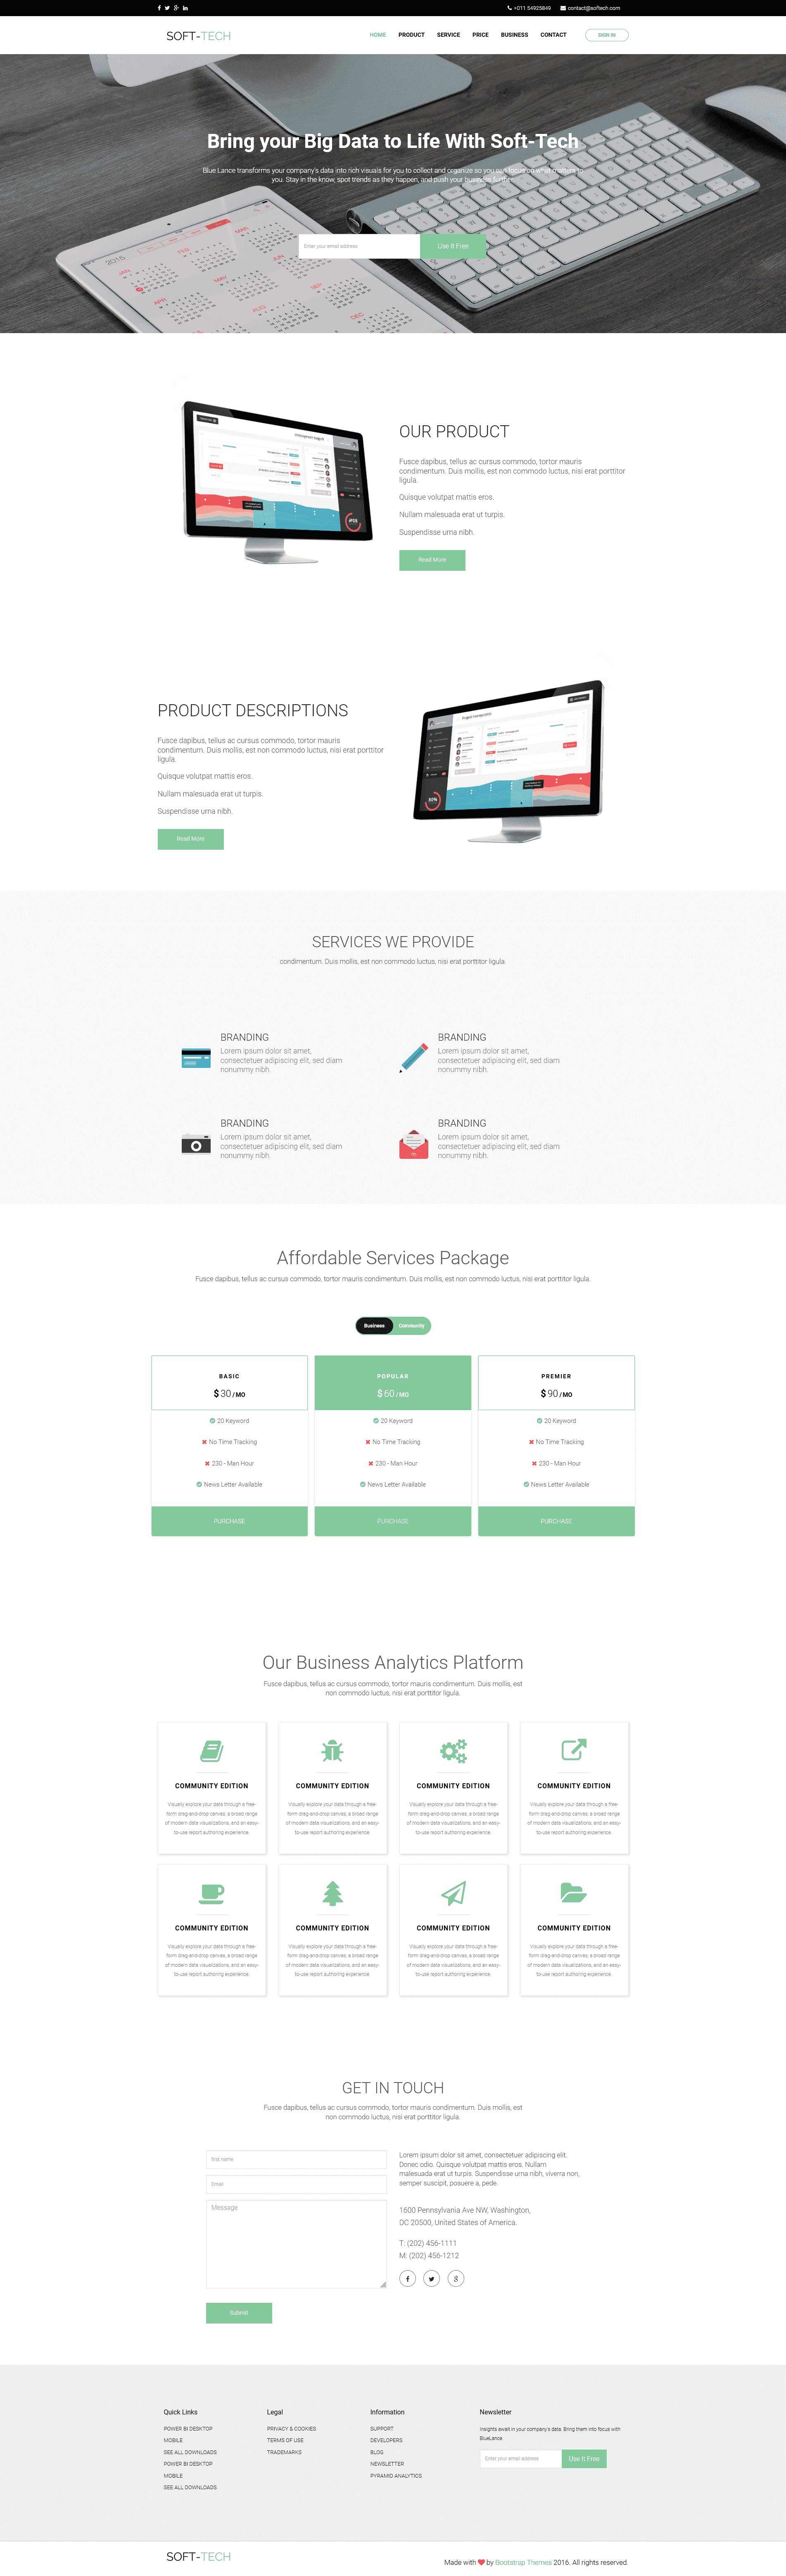 +011 54925849 contact@softech.com
SOFT-TECH
HOME PRODUCT SERVICE PRICE BUSINESS CONTACT SIGN IN
Bring your Big Data to Life With Soft-Tech
Blue Lance transforms your company's data into rich visuals for you to collect and organize so you can focus on what matters to
you. Stay in the know, spot trends as they happen, and push your business further.
Enter your email address Use It Free
2015
OUR PRODUCT
Fusce dapibus, tellus ac cursus commodo, tortor mauris
condimentum. Duis mollis, est non commodo luctus, nisi erat porttitor
ligula.
Quisque volutpat mattis eros.
Nullam malesuada erat ut turpis.
Suspendisse urna nibh.
Read More
PRODUCT DESCRIPTIONS
Fusce dapibus, tellus ac cursus commodo, tortor mauris
condimentum. Duis mollis, est non commodo luctus, nisi erat porttitor
ligula.
Quisque volutpat mattis eros.
Nullam malesuada erat ut turpis.
Suspendisse urna nibh.
Read More
SERVICES WE PROVIDE
condimentum. Duis mollis, est non commodo luctus, nisi erat porttitor ligula.
BRANDING
Lorem ipsum dolor sit amet,
consectetuer adipiscing elit, sed diam
nonummy nibh.
BRANDING
Lorem ipsum dolor sit amet,
consectetuer adipiscing elit, sed diam
nonummy nibh.
BRANDING
Lorem ipsum dolor sit amet,
consectetuer adipiscing elit, sed diam
nonummy nibh.
BRANDING
Lorem ipsum dolor sit amet,
consectetuer adipiscing elit, sed diam
nonummy nibh.
Affordable Services Package
Fusce dapibus, tellus ac cursus commodo, tortor mauris condimentum. Duis mollis, est non commodo luctus, nisi erat porttitor ligula.
Business Community
BASIC
$ 30 / MO
20 Keyword
No Time Tracking
230 - Man Hour
News Letter Available
PURCHASE
POPULAR
$ 60 / MO
20 Keyword
No Time Tracking
230 - Man Hour
News Letter Available
PURCHASE
PREMIER
$ 90 / MO
20 Keyword
No Time Tracking
230 - Man Hour
News Letter Available
PURCHASE
Our Business Analytics Platform
Fusce dapibus, tellus ac cursus commodo, tortor mauris condimentum. Duis mollis, est
non commodo luctus, nisi erat porttitor ligula.
COMMUNITY EDITION
Visually explore your data through a free-
form drag-and-drop canvas, a broad range
of modern data visualizations, and an easy-
to-use report authoring experience.
COMMUNITY EDITION
Visually explore your data through a free-
form drag-and-drop canvas, a broad range
of modern data visualizations, and an easy-
to-use report authoring experience.
COMMUNITY EDITION
Visually explore your data through a free-
form drag-and-drop canvas, a broad range
of modern data visualizations, and an easy-
to-use report authoring experience.
COMMUNITY EDITION
Visually explore your data through a free-
form drag-and-drop canvas, a broad range
of modern data visualizations, and an easy-
to-use report authoring experience.
COMMUNITY EDITION
Visually explore your data through a free-
form drag-and-drop canvas, a broad range
of modern data visualizations, and an easy-
to-use report authoring experience.
COMMUNITY EDITION
Visually explore your data through a free-
form drag-and-drop canvas, a broad range
of modern data visualizations, and an easy-
to-use report authoring experience.
COMMUNITY EDITION
Visually explore your data through a free-
form drag-and-drop canvas, a broad range
of modern data visualizations, and an easy-
to-use report authoring experience.
COMMUNITY EDITION
Visually explore your data through a free-
form drag-and-drop canvas, a broad range
of modern data visualizations, and an easy-
to-use report authoring experience.
GET IN TOUCH
Fusce dapibus, tellus ac cursus commodo, tortor mauris condimentum. Duis mollis, est
non commodo luctus, nisi erat porttitor ligula.
first name
Email
Message
Submit
Lorem ipsum dolor sit amet, consectetuer adipiscing elit.
Donec odio. Quisque volutpat mattis eros. Nullam
malesuada erat ut turpis. Suspendisse urna nibh, viverra non,
semper suscipit, posuere a, pede.
1600 Pennsylvania Ave NW, Washington,
DC 20500, United States of America.
T: (202) 456-1111
M: (202) 456-1212
Quick Links
POWER BI DESKTOP
MOBILE
SEE ALL DOWNLOADS
POWER BI DESKTOP
MOBILE
SEE ALL DOWNLOADS
Legal
PRIVACY & COOKIES
TERMS OF USE
TRADEMARKS
Information
SUPPORT
DEVELOPERS
BLOG
NEWSLETTER
PYRAMID ANALYTICS
Newsletter
Insights await in your company's data. Bring them into focus with
BlueLance.
Enter your email address Use It Free
SOFT-TECH
Made with by Bootstrap Themes 2016. All rights reserved.